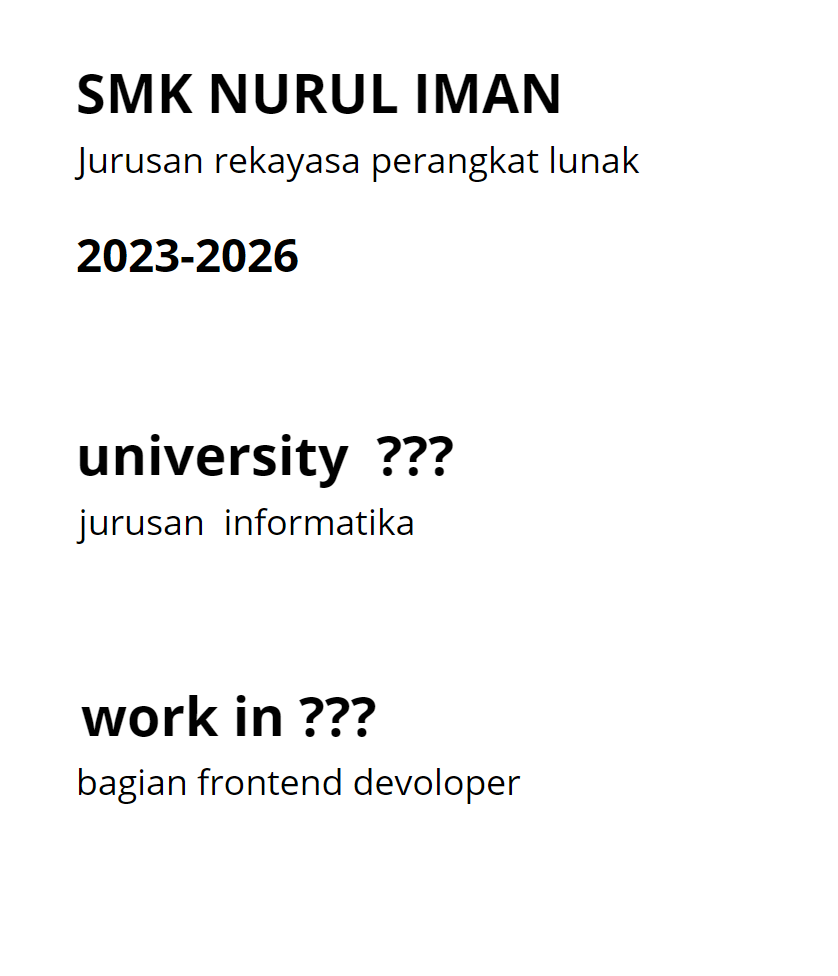 SMK NURUL IMAN
Jurusan rekayasa perangkat lunak
2023-2026
university  ???
jurusan  informatika
work in ???
bagian frontend devoloper